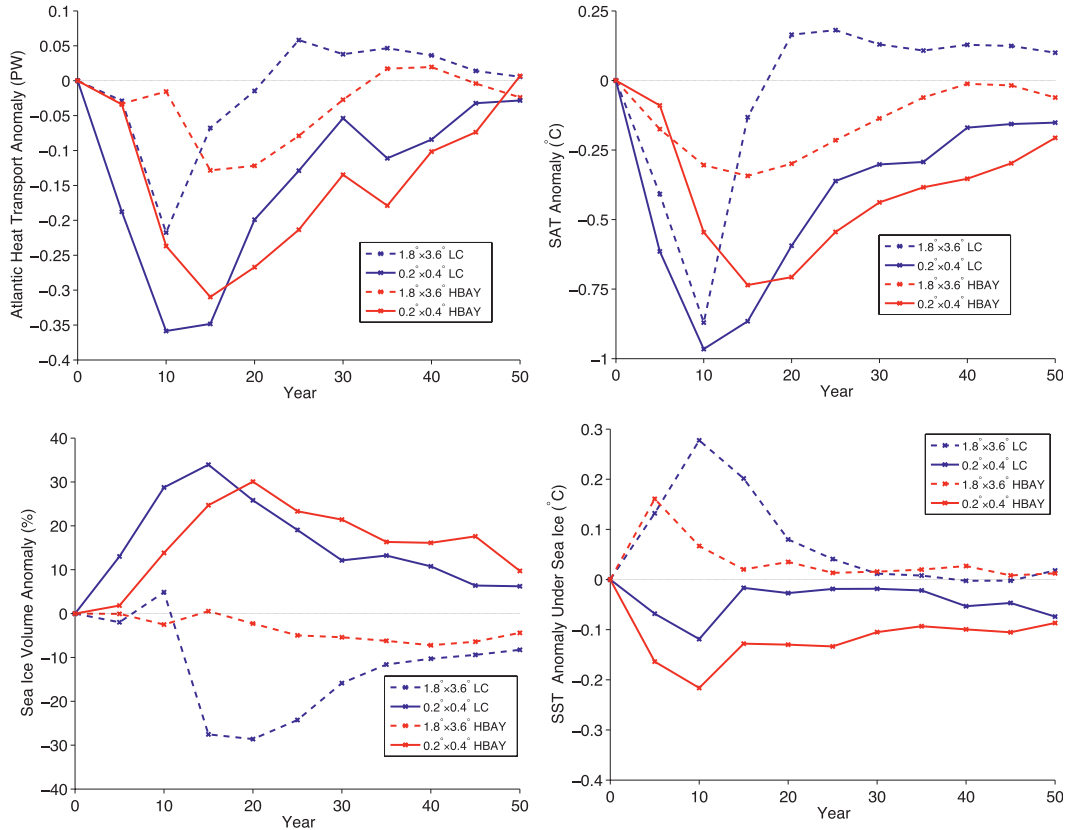 Atlantic Heat Transport Anomaly (PW)
0.1
0.05
0
−0.05
−0.1
−0.15
−0.2
−0.25
−0.3
−0.35
−0.4
1.8°×3.6° LC
0.2°×0.4° LC
1.8°×3.6° HBAY
0.2°×0.4° HBAY
0 10 20 30 40 50
Year
SAT Anomaly (°C)
0.25
0
−0.25
−0.5
−0.75
−1
1.8°×3.6° LC
0.2°×0.4° LC
1.8°×3.6° HBAY
0.2°×0.4° HBAY
0 10 20 30 40 50
Year
Sea Ice Volume Anomaly (%)
40
30
20
10
0
−10
−20
−30
−40
1.8°×3.6° LC
0.2°×0.4° LC
1.8°×3.6° HBAY
0.2°×0.4° HBAY
0 10 20 30 40 50
Year
SST Anomaly Under Sea Ice (°C)
0.3
0.2
0.1
0
−0.1
−0.2
−0.3
−0.4
1.8°×3.6° LC
0.2°×0.4° LC
1.8°×3.6° HBAY
0.2°×0.4° HBAY
0 10 20 30 40 50
Year